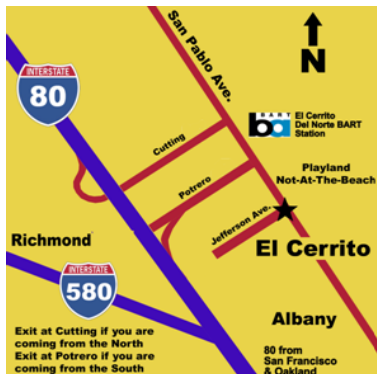 San Pablo Ave.
N
INTERSTATE
80
BART
ba
El Cerrito
Del Norte BART
Station
Cutting
Playland
Not-At-The-Beach
Potrero
Jefferson Ave.
Richmond
El Cerrito
INTERSTATE
580
Albany
Exit at Cutting if you are
coming from the North
Exit at Potrero if you are
coming from the South
80 from
San Francisco
& Oakland